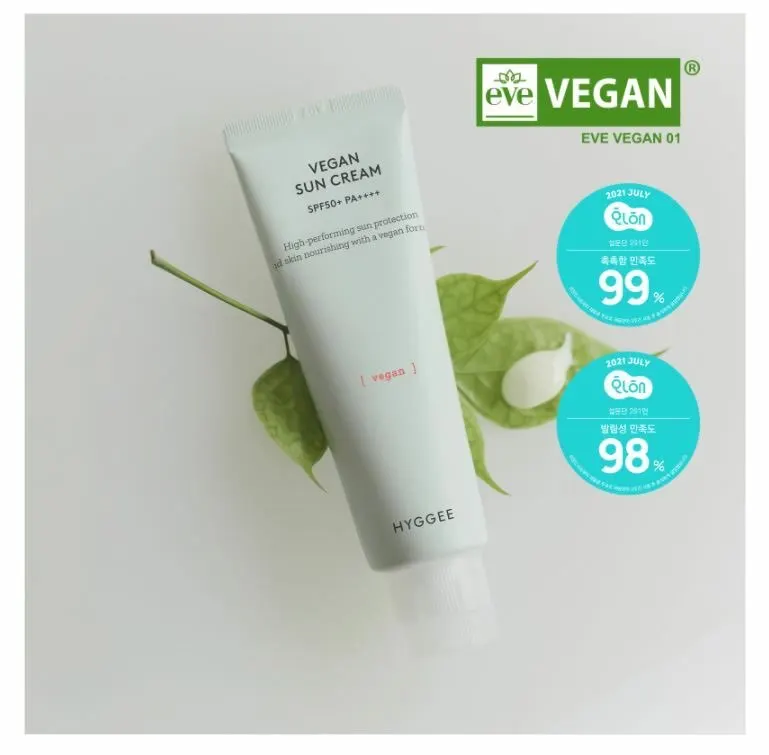 eve VEGAN ®
EVE VEGAN 01
VEGAN
SUN CREAM
SPF50+ PA++++
High-performing sun protection
skin nourishing with a vegan
[ vegan ]
HYGGEE
2021 JULY
촉촉함 만족도
99 %
2021 JULY
발림성 만족도
98 %